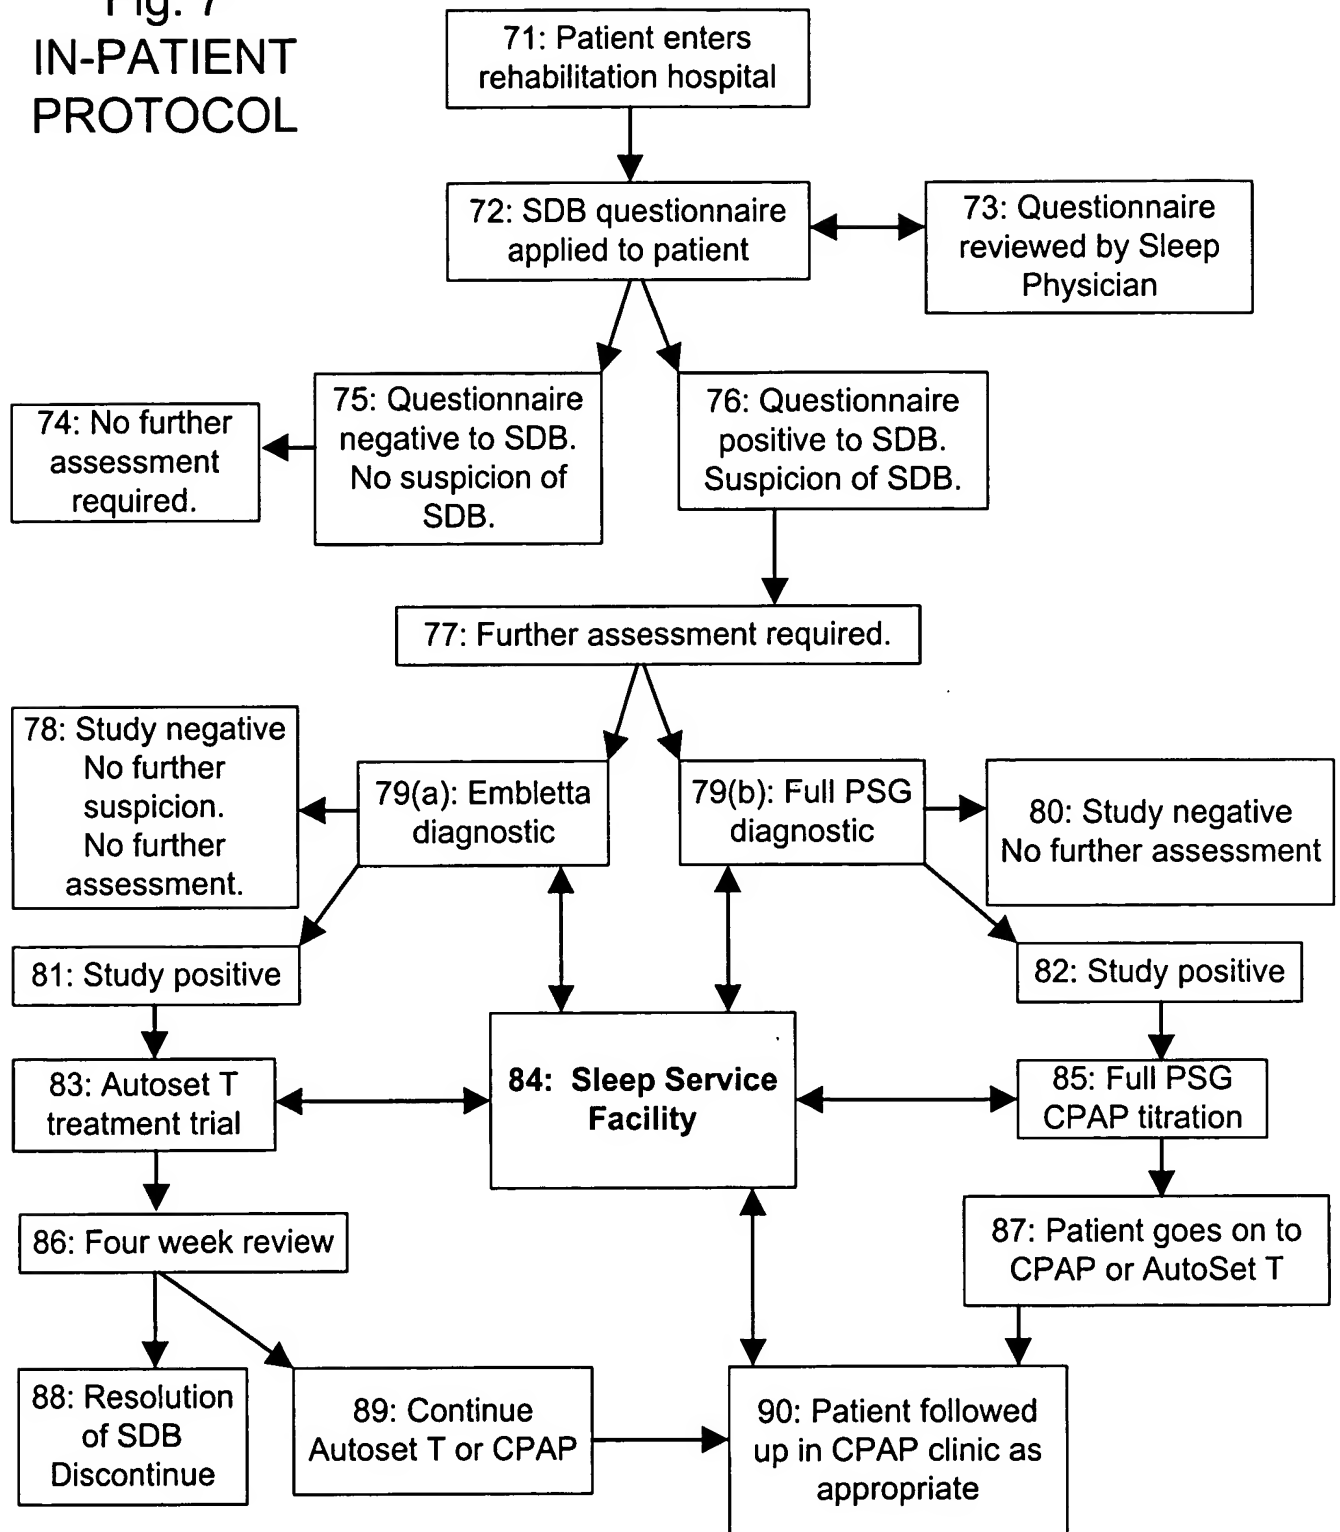 Fig. 7
IN-PATIENT
PROTOCOL
71: Patient enters
rehabilitation hospital
72: SDB questionnaire
applied to patient
73: Questionnaire
reviewed by Sleep
Physician
74: No further
assessment
required.
75: Questionnaire
negative to SDB.
No suspicion of
SDB.
76: Questionnaire
positive to SDB.
Suspicion of SDB.
77: Further assessment required.
78: Study negative
No further
suspicion.
No further
assessment.
79(a): Embletta
diagnostic
79(b): Full PSG
diagnostic
80: Study negative
No further assessment
81: Study positive
82: Study positive
83: Autoset T
treatment trial
84: Sleep Service
Facility
85: Full PSG
CPAP titration
86: Four week review
87: Patient goes on to
CPAP or AutoSet T
88: Resolution
of SDB
Discontinue
89: Continue
Autoset T or CPAP
90: Patient followed
up in CPAP clinic as
appropriate